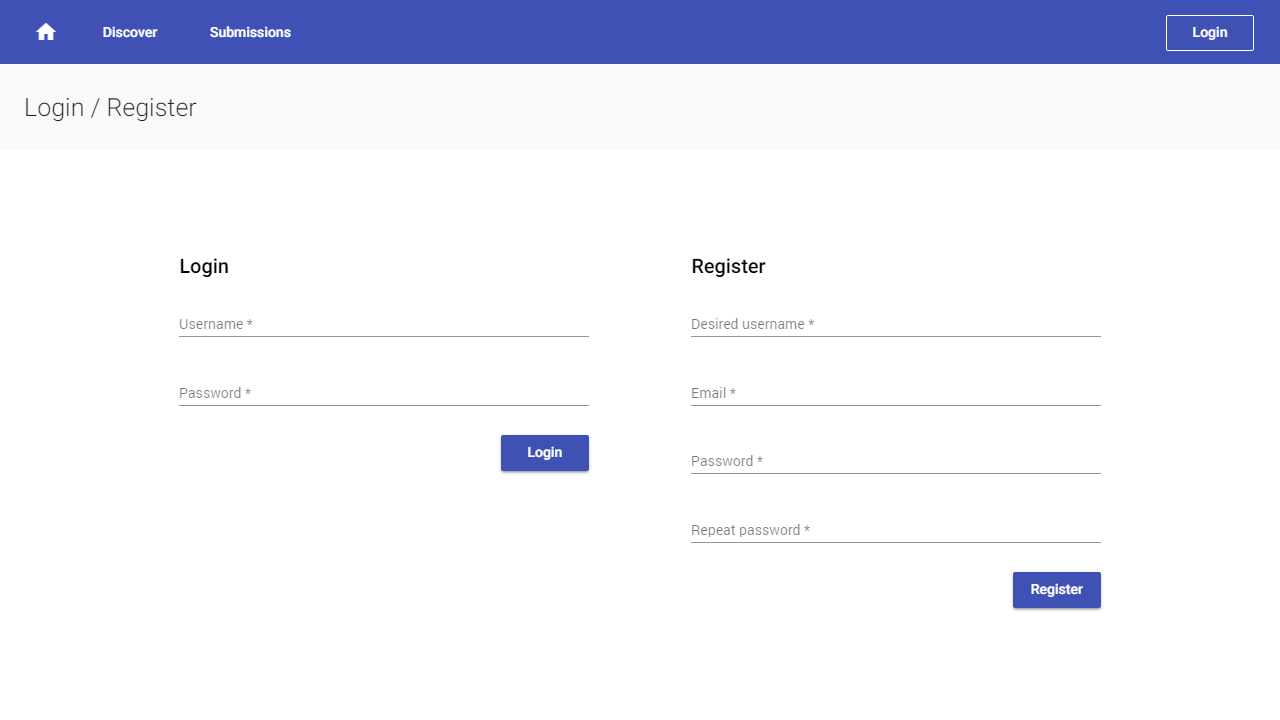 Discover
Submissions
Login
Login / Register
Login
Username *
Password *
Login
Register
Desired username *
Email *
Password *
Repeat password *
Register